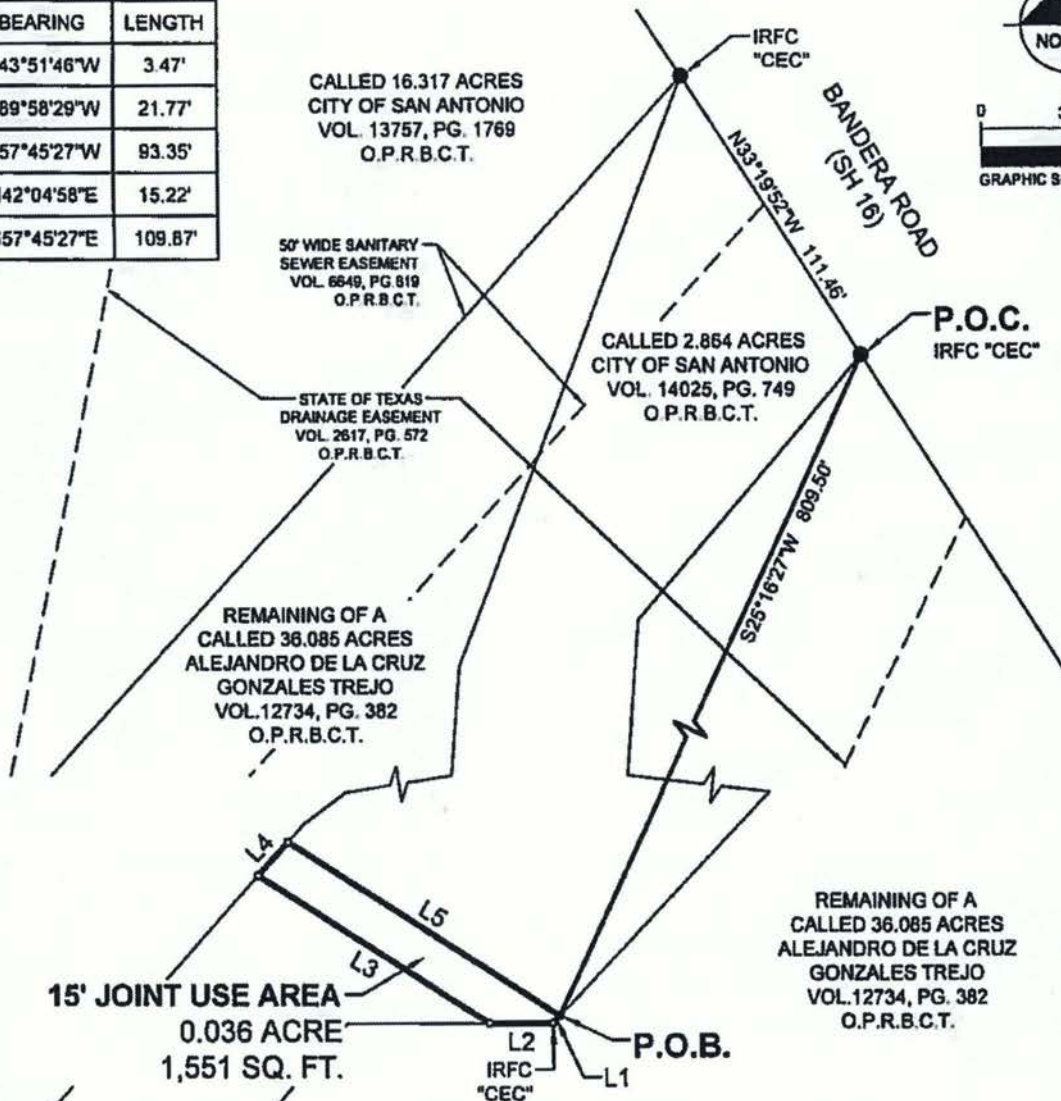 BEARING LENGTH
43°51'46"W 3.47'
89°58'29"W 21.77'
57°45'27"W 93.35'
42°04'58"E 15.22'
57°45'27"E 109.87'
IRFC
"CEC"
CALLED 16.317 ACRES
CITY OF SAN ANTONIO
VOL. 13757, PG. 1769
O.P.R.B.C.T.
BANDERA ROAD
(SH 16)
N33°19'52"W 111.46'
NO
0
GRAPHIC S
50' WIDE SANITARY
SEWER EASEMENT
VOL. 6649, PG.819
O.P.R.B.C.T.
P.O.C.
IRFC "CEC"
CALLED 2.864 ACRES
CITY OF SAN ANTONIO
VOL. 14025, PG. 749
O.P.R.B.C.T.
STATE OF TEXAS
DRAINAGE EASEMENT
VOL. 2617, PG. 572
O.P.R.B.C.T.
S25°16'27"W 809.50'
REMAINING OF A
CALLED 36.085 ACRES
ALEJANDRO DE LA CRUZ
GONZALES TREJO
VOL.12734, PG. 382
O.P.R.B.C.T.
L4
L5
L3
REMAINING OF A
CALLED 36.085 ACRES
ALEJANDRO DE LA CRUZ
GONZALES TREJO
VOL.12734, PG. 382
O.P.R.B.C.T.
15' JOINT USE AREA
0.036 ACRE
1,551 SQ. FT.
L2
IRFC
"CEC"
P.O.B.
L1